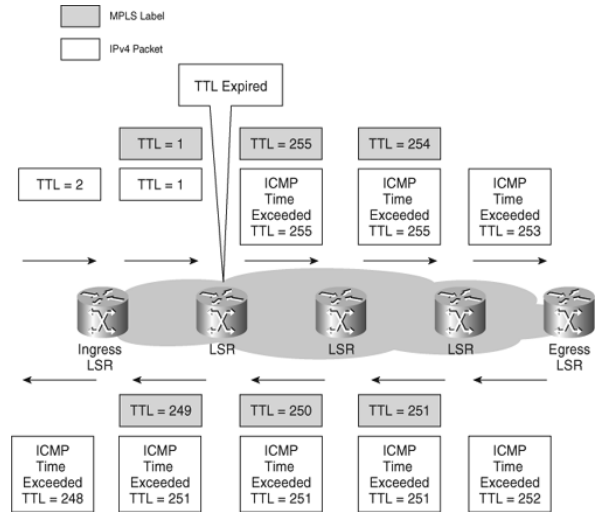 MPLS Label
IPv4 Packet
TTL Expired
TTL = 1
TTL = 255
TTL = 254
TTL = 2
TTL = 1
ICMP
Time
Exceeded
TTL = 255
ICMP
Time
Exceeded
TTL = 255
ICMP
Time
Exceeded
TTL = 253
Ingress
LSR
LSR
LSR
LSR
Egress
LSR
TTL = 249
TTL = 250
TTL = 251
ICMP
Time
Exceeded
TTL = 248
ICMP
Time
Exceeded
TTL = 251
ICMP
Time
Exceeded
TTL = 251
ICMP
Time
Exceeded
TTL = 251
ICMP
Time
Exceeded
TTL = 252